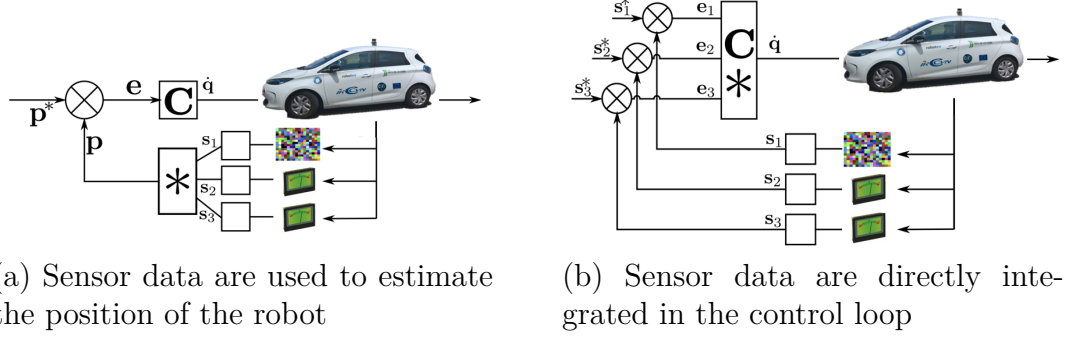 s₁*
e₁
s₂*
e₂
s₃*
e₃
C
*
q̇
s₁
s₂
s₃
p*
e
C
q̇
p
*
s₁
s₂
s₃
(a) Sensor data are used to estimate
the position of the robot
(b) Sensor data are directly inte-
grated in the control loop